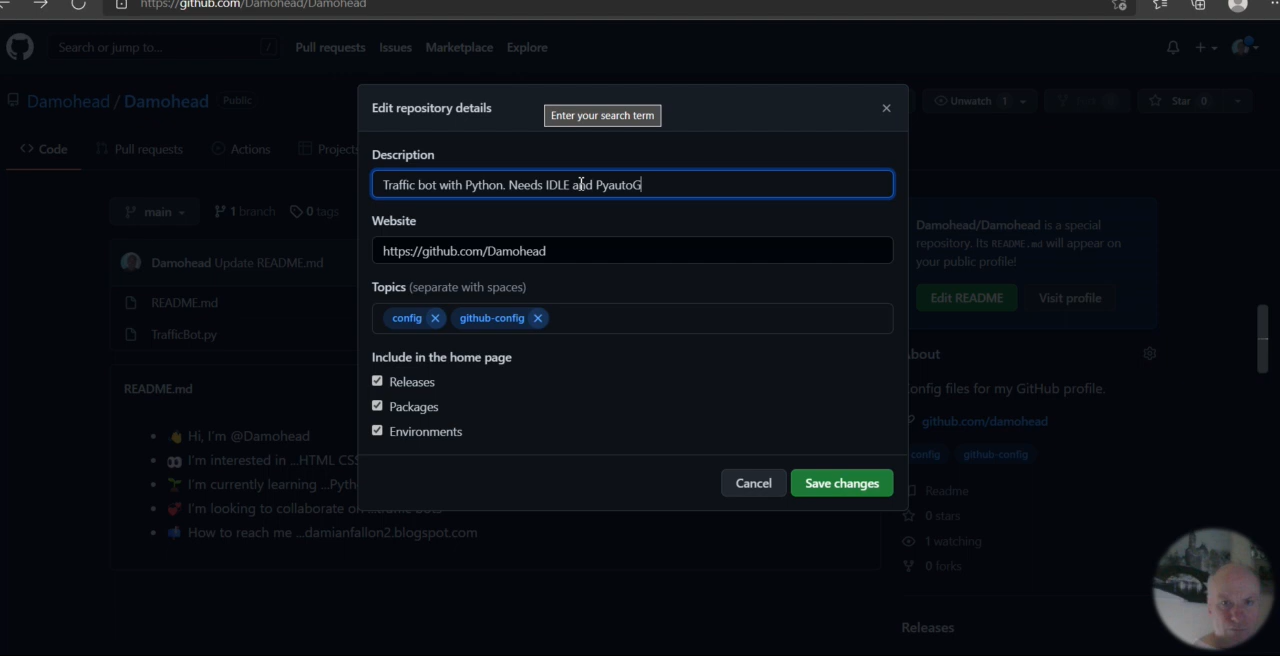 https://github.com/Damohead/Damohead
Search or jump to... /
Pull requests Issues Marketplace Explore
Damohead / Damohead Public
Unwatch 1 Star 0
Code Pull requests Actions Projects
main 1 branch 0 tags
Damohead Update README.md
README.md
TrafficBot.py
README.md
Hi, I'm @Damohead
I'm interested in ...HTML CSS
I'm currently learning ...Pyth
I'm looking to collaborate on
How to reach me ...damianfallon2.blogspot.com
Edit repository details
Enter your search term
Description
Traffic bot with Python. Needs IDLE and PyautoG
Website
https://github.com/Damohead
Topics (separate with spaces)
config github-config
Include in the home page
Releases
Packages
Environments
Cancel Save changes
Damohead/Damohead is a special
repository. Its README.md will appear on
your public profile!
Edit README Visit profile
bout
onfig files for my GitHub profile.
github.com/damohead
config github-config
Readme
0 stars
1 watching
0 forks
Releases